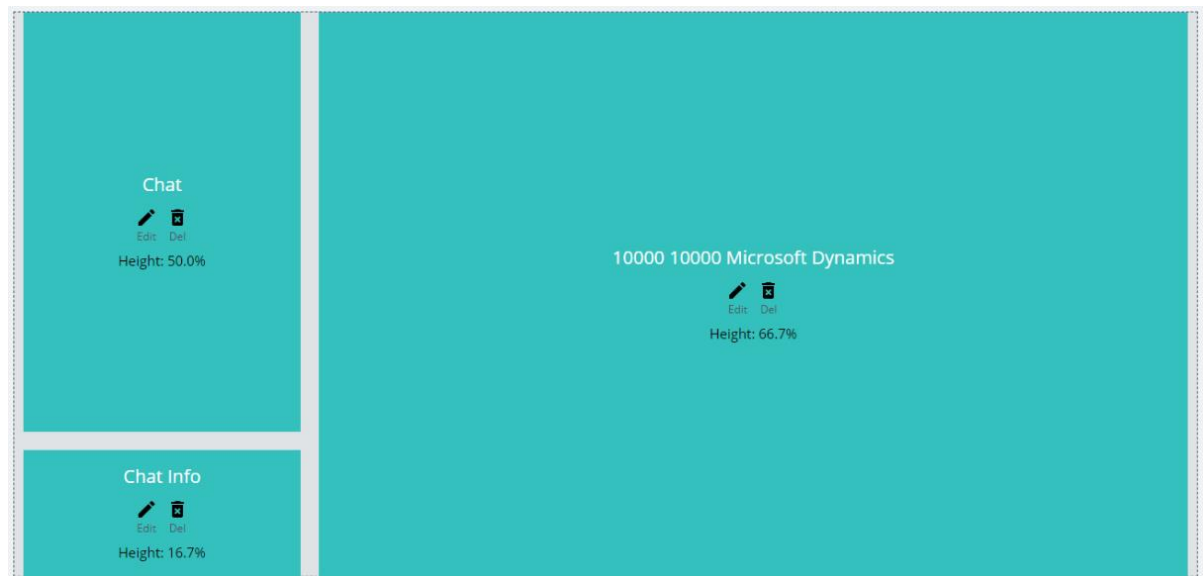 Chat
Edit Del
Height: 50.0%
Chat Info
Edit Del
Height: 16.7%
10000 10000 Microsoft Dynamics
Edit Del
Height: 66.7%